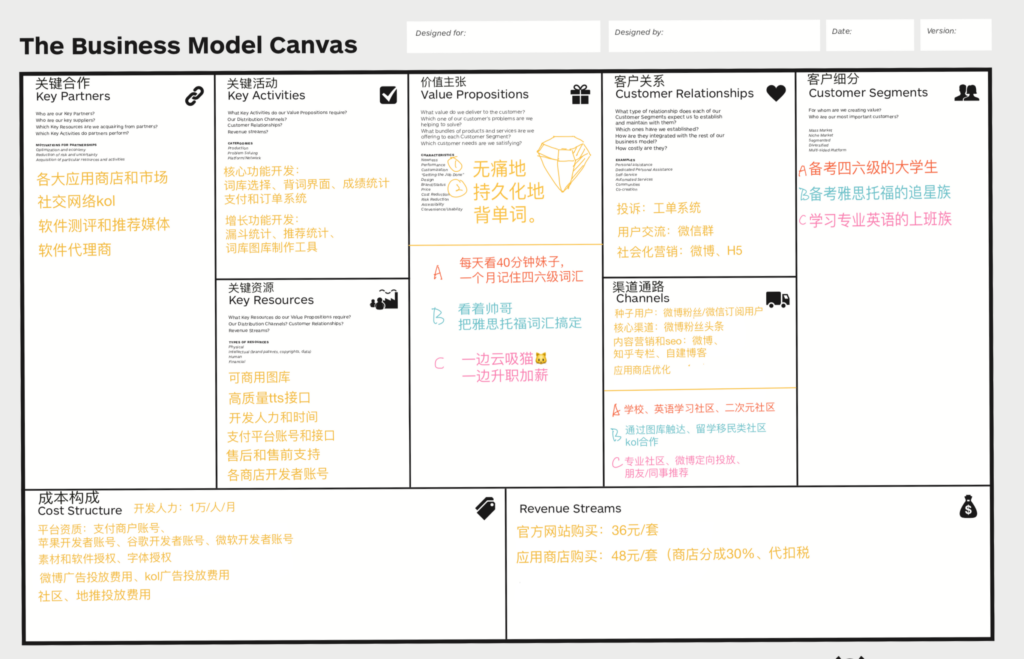 The Business Model Canvas
Designed for:
Designed by:
Date:
Version:
关键合作
Key Partners
Who are our Key Partners?
Who are our key suppliers?
Which Key Resources are we acquiring from partners?
Which Key Activities do partners perform?
MOTIVATIONS FOR PARTNERSHIPS
Optimization and economy
Reduction of risk and uncertainty
Acquisition of particular resources and activities
各大应用商店和市场
社交网络kol
软件测评和推荐媒体
软件代理商
关键活动
Key Activities
What Key Activities do our Value Propositions require?
Our Distribution Channels?
Customer Relationships?
Revenue streams?
CATEGORIES
Production
Problem Solving
Platform/Network
核心功能开发：
词库选择、背词界面、成绩统计
支付和订单系统
增长功能开发：
漏斗统计、推荐统计、
词库图库制作工具
关键资源
Key Resources
What Key Resources do our Value Propositions require?
Our Distribution Channels? Customer Relationships?
Revenue Streams?
TYPES OF RESOURCES
Physical
Intellectual (brand patents, copyrights, data)
Human
Financial
可商用图库
高质量tts接口
开发人力和时间
支付平台账号和接口
售后和售前支持
各商店开发者账号
价值主张
Value Propositions
What value do we deliver to the customer?
Which one of our customer's problems are we
helping to solve?
What bundles of products and services are we
offering to each Customer Segment?
Which customer needs are we satisfying?
CHARACTERISTICS
Newness
Performance
Customization
"Getting the Job Done"
Design
Brand/Status
Price
Cost Reduction
Risk Reduction
Accessibility
Convenience/Usability
1
2
无痛地
持久化地
背单词。
A 每天看40分钟妹子，
一个月记住四六级词汇
B 看着帅哥
把雅思托福词汇搞定
C 一边云吸猫🐱
一边升职加薪
客户关系
Customer Relationships
What type of relationship does each of our
Customer Segments expect us to establish
and maintain with them?
Which ones have we established?
How are they integrated with the rest of our
business model?
How costly are they?
EXAMPLES
Personal assistance
Dedicated Personal Assistance
Self-Service
Automated Services
Communities
Co-creation
投诉：工单系统
用户交流：微信群
社会化营销：微博、H5
渠道通路
Channels
种子用户：微博粉丝/微信订阅用户
核心渠道：微博粉丝头条
内容营销和seo：微博、
知乎专栏、自建博客
应用商店优化
A 学校、英语学习社区、二次元社区
B 通过图库触达、留学移民类社区
kol合作
C 专业社区、微博定向投放、
朋友/同事推荐
客户细分
Customer Segments
For whom are we creating value?
Who are our most important customers?
Mass Market
Niche Market
Segmented
Diversified
Multi-sided Platform
A备考四六级的大学生
B备考雅思托福的追星族
C学习专业英语的上班族
成本构成
Cost Structure
开发人力：1万/人/月
平台资质：支付商户账号、
苹果开发者账号、谷歌开发者账号、微软开发者账号
素材和软件授权、字体授权
微博广告投放费用、kol广告投放费用
社区、地推投放费用
Revenue Streams
官方网站购买：36元/套
应用商店购买：48元/套（商店分成30%、代扣税